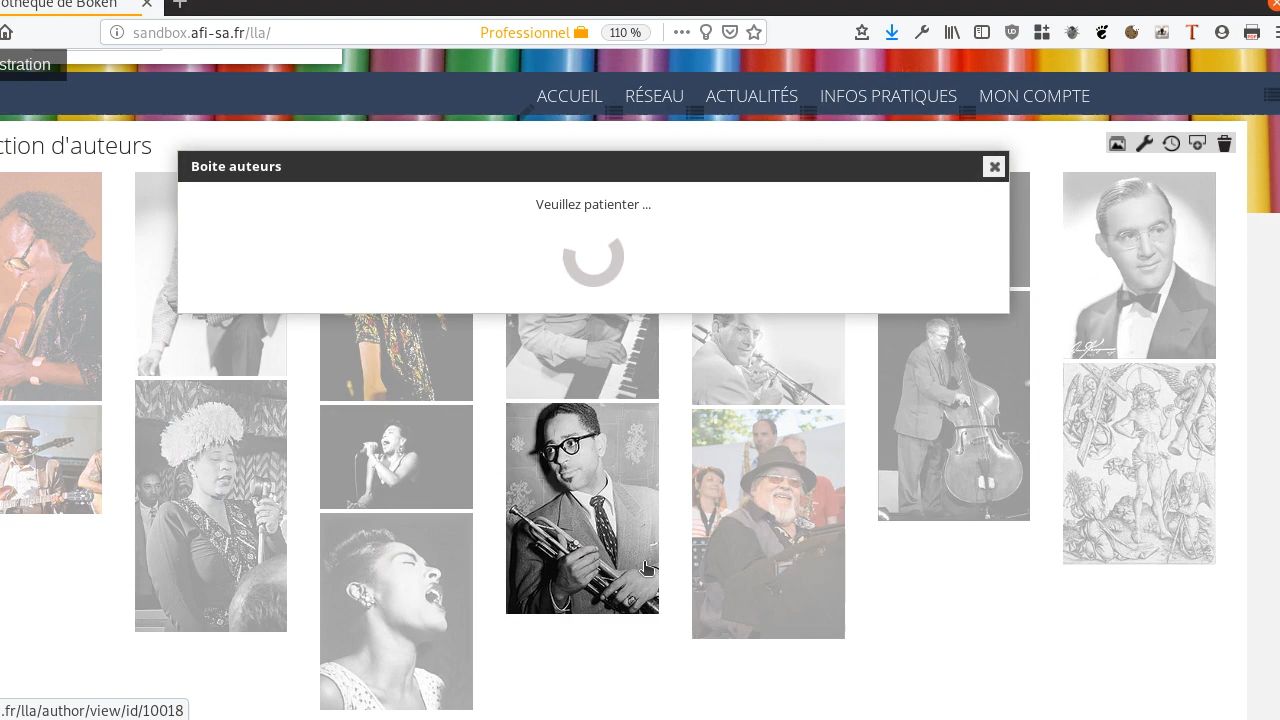 othèque de Bokeh
sandbox.afi-sa.fr/lla/
Professionnel
110 %
stration
ACCUEIL
RÉSEAU
ACTUALITÉS
INFOS PRATIQUES
MON COMPTE
ction d'auteurs
Boite auteurs
Veuillez patienter ...
.fr/lla/author/view/id/10018